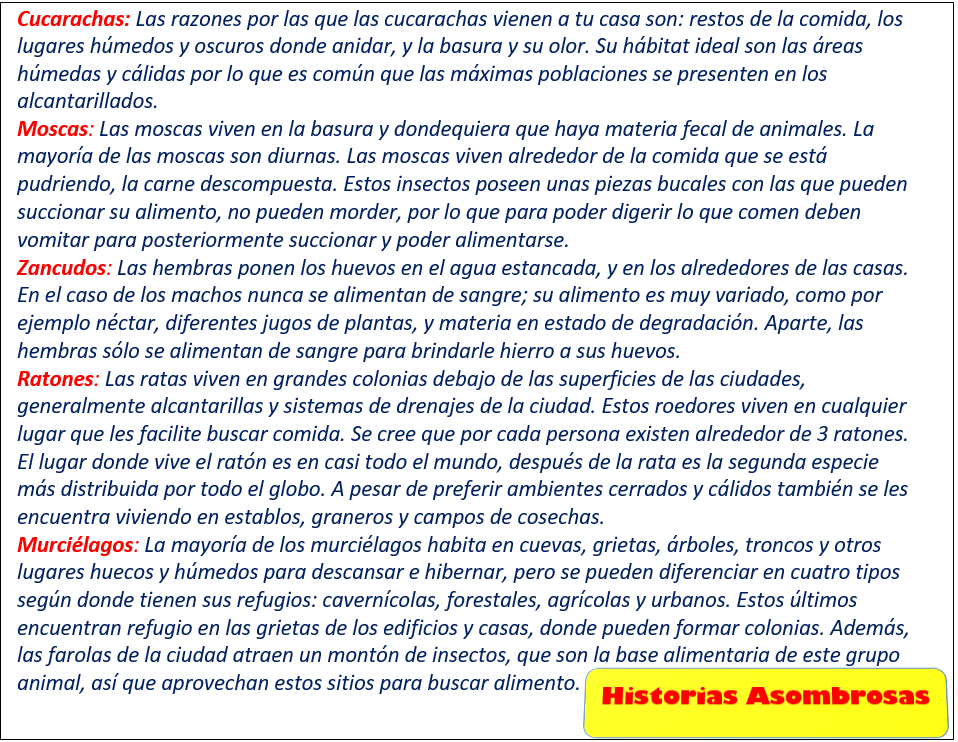 Cucarachas: Las razones por las que las cucarachas vienen a tu casa son: restos de la comida, los
lugares húmedos y oscuros donde anidar, y la basura y su olor. Su hábitat ideal son las áreas
húmedas y cálidas por lo que es común que las máximas poblaciones se presenten en los
alcantarillados.
Moscas: Las moscas viven en la basura y dondequiera que haya materia fecal de animales. La
mayoría de las moscas son diurnas. Las moscas viven alrededor de la comida que se está
pudriendo, la carne descompuesta. Estos insectos poseen unas piezas bucales con las que pueden
succionar su alimento, no pueden morder, por lo que para poder digerir lo que comen deben
vomitar para posteriormente succionar y poder alimentarse.
Zancudos: Las hembras ponen los huevos en el agua estancada, y en los alrededores de las casas.
En el caso de los machos nunca se alimentan de sangre; su alimento es muy variado, como por
ejemplo néctar, diferentes jugos de plantas, y materia en estado de degradación. Aparte, las
hembras sólo se alimentan de sangre para brindarle hierro a sus huevos.
Ratones: Las ratas viven en grandes colonias debajo de las superficies de las ciudades,
generalmente alcantarillas y sistemas de drenajes de la ciudad. Estos roedores viven en cualquier
lugar que les facilite buscar comida. Se cree que por cada persona existen alrededor de 3 ratones.
El lugar donde vive el ratón es en casi todo el mundo, después de la rata es la segunda especie
más distribuida por todo el globo. A pesar de preferir ambientes cerrados y cálidos también se les
encuentra viviendo en establos, graneros y campos de cosechas.
Murciélagos: La mayoría de los murciélagos habita en cuevas, grietas, árboles, troncos y otros
lugares huecos y húmedos para descansar e hibernar, pero se pueden diferenciar en cuatro tipos
según donde tienen sus refugios: cavernícolas, forestales, agrícolas y urbanos. Estos últimos
encuentran refugio en las grietas de los edificios y casas, donde pueden formar colonias. Además,
las farolas de la ciudad atraen un montón de insectos, que son la base alimentaria de este grupo
animal, así que aprovechan estos sitios para buscar alimento.
Historias Asombrosas